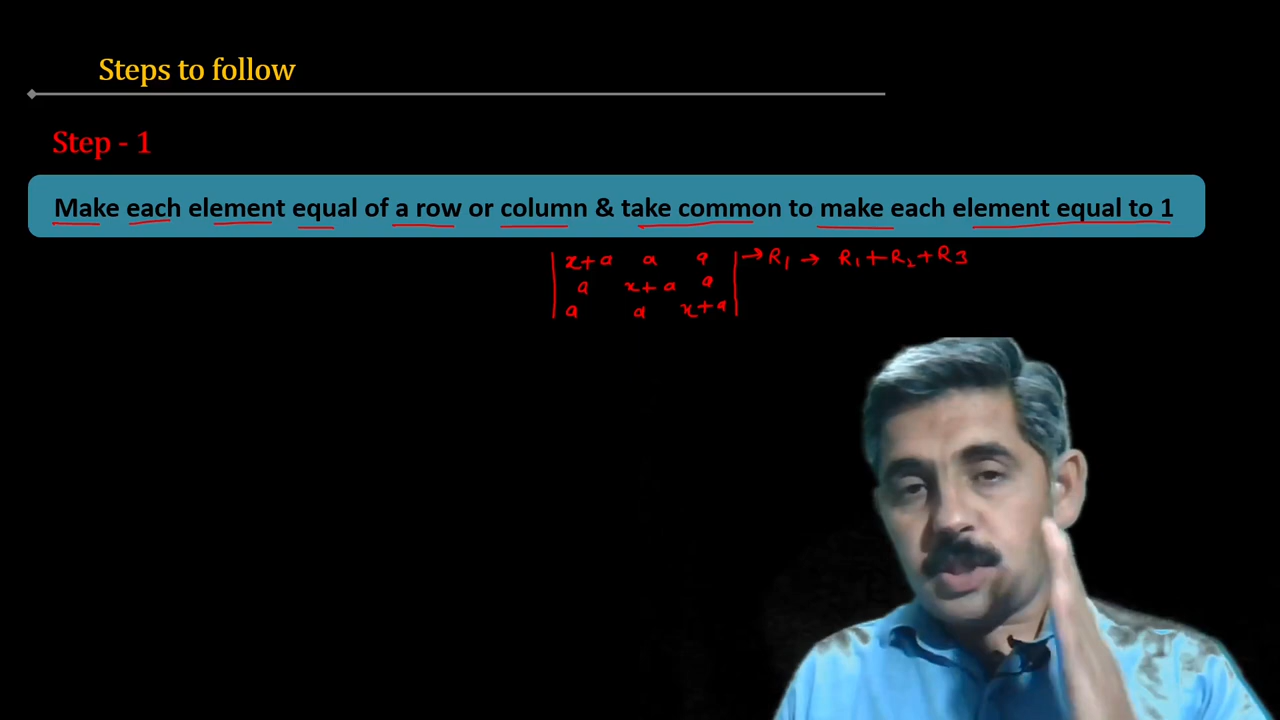 Steps to follow
Step - 1
Make each element equal of a row or column & take common to make each element equal to 1
x+a a a → R1 → R1 + R2 + R3
a x+a a
a a x+a